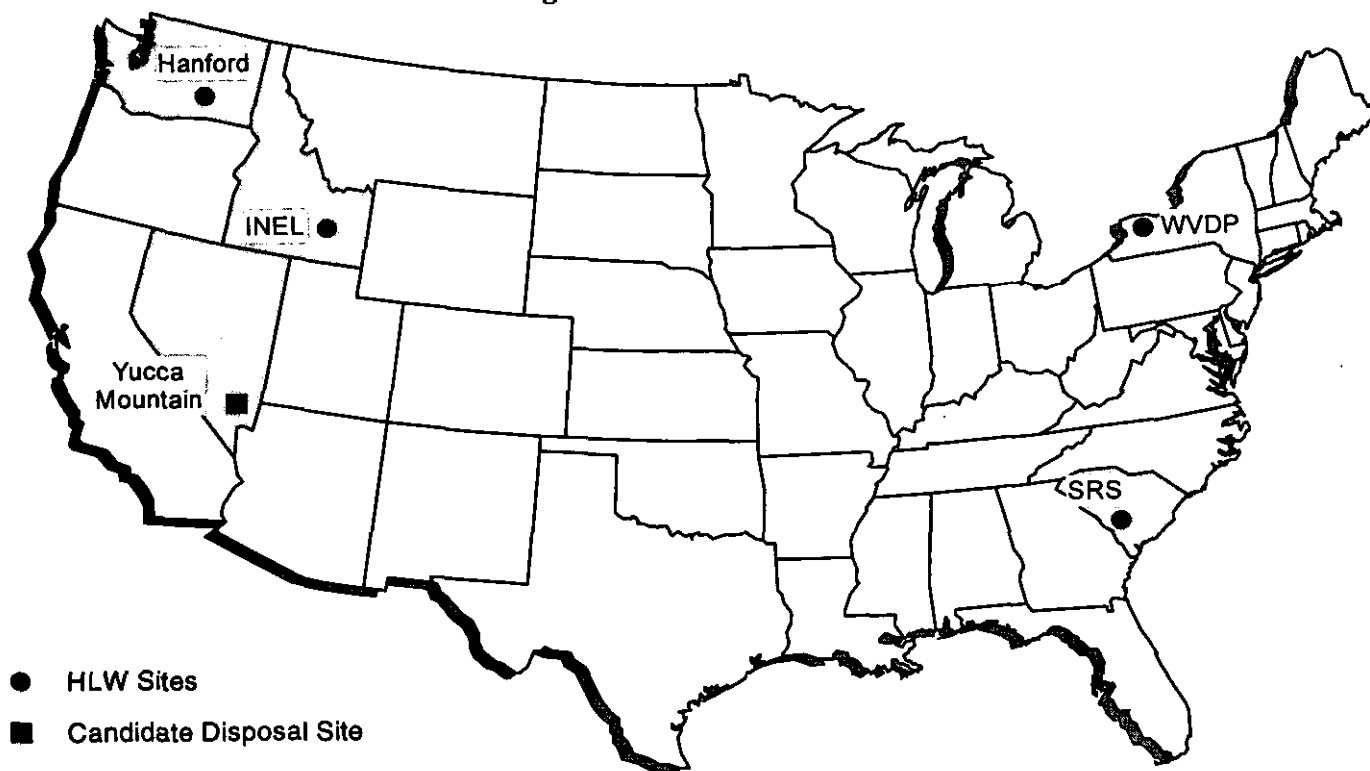 Hanford
INEL
WVDP
Yucca
Mountain
SRS
HLW Sites
Candidate Disposal Site